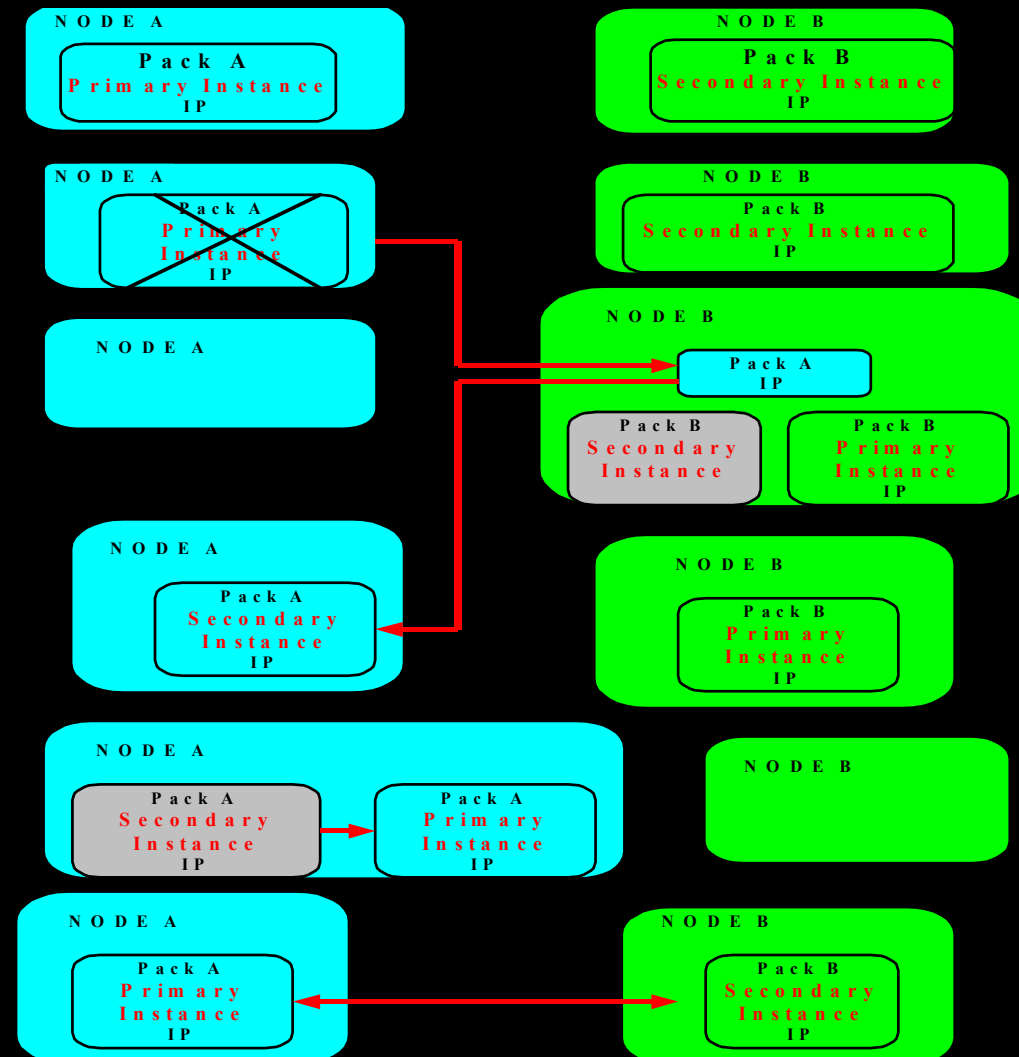 NODE A
Pack A
Primary Instance
IP
NODE B
Pack B
Secondary Instance
IP
NODE A
Pack A
Primary
Instance
IP
NODE B
Pack B
Secondary Instance
IP
NODE A
NODE B
Pack A
IP
Pack B
Secondary
Instance
Pack B
Primary
Instance
IP
NODE A
Pack A
Secondary
Instance
IP
NODE B
Pack B
Primary
Instance
IP
NODE A
Pack A
Secondary
Instance
IP
Pack A
Primary
Instance
IP
NODE B
NODE A
Pack A
Primary
Instance
IP
NODE B
Pack B
Secondary
Instance
IP